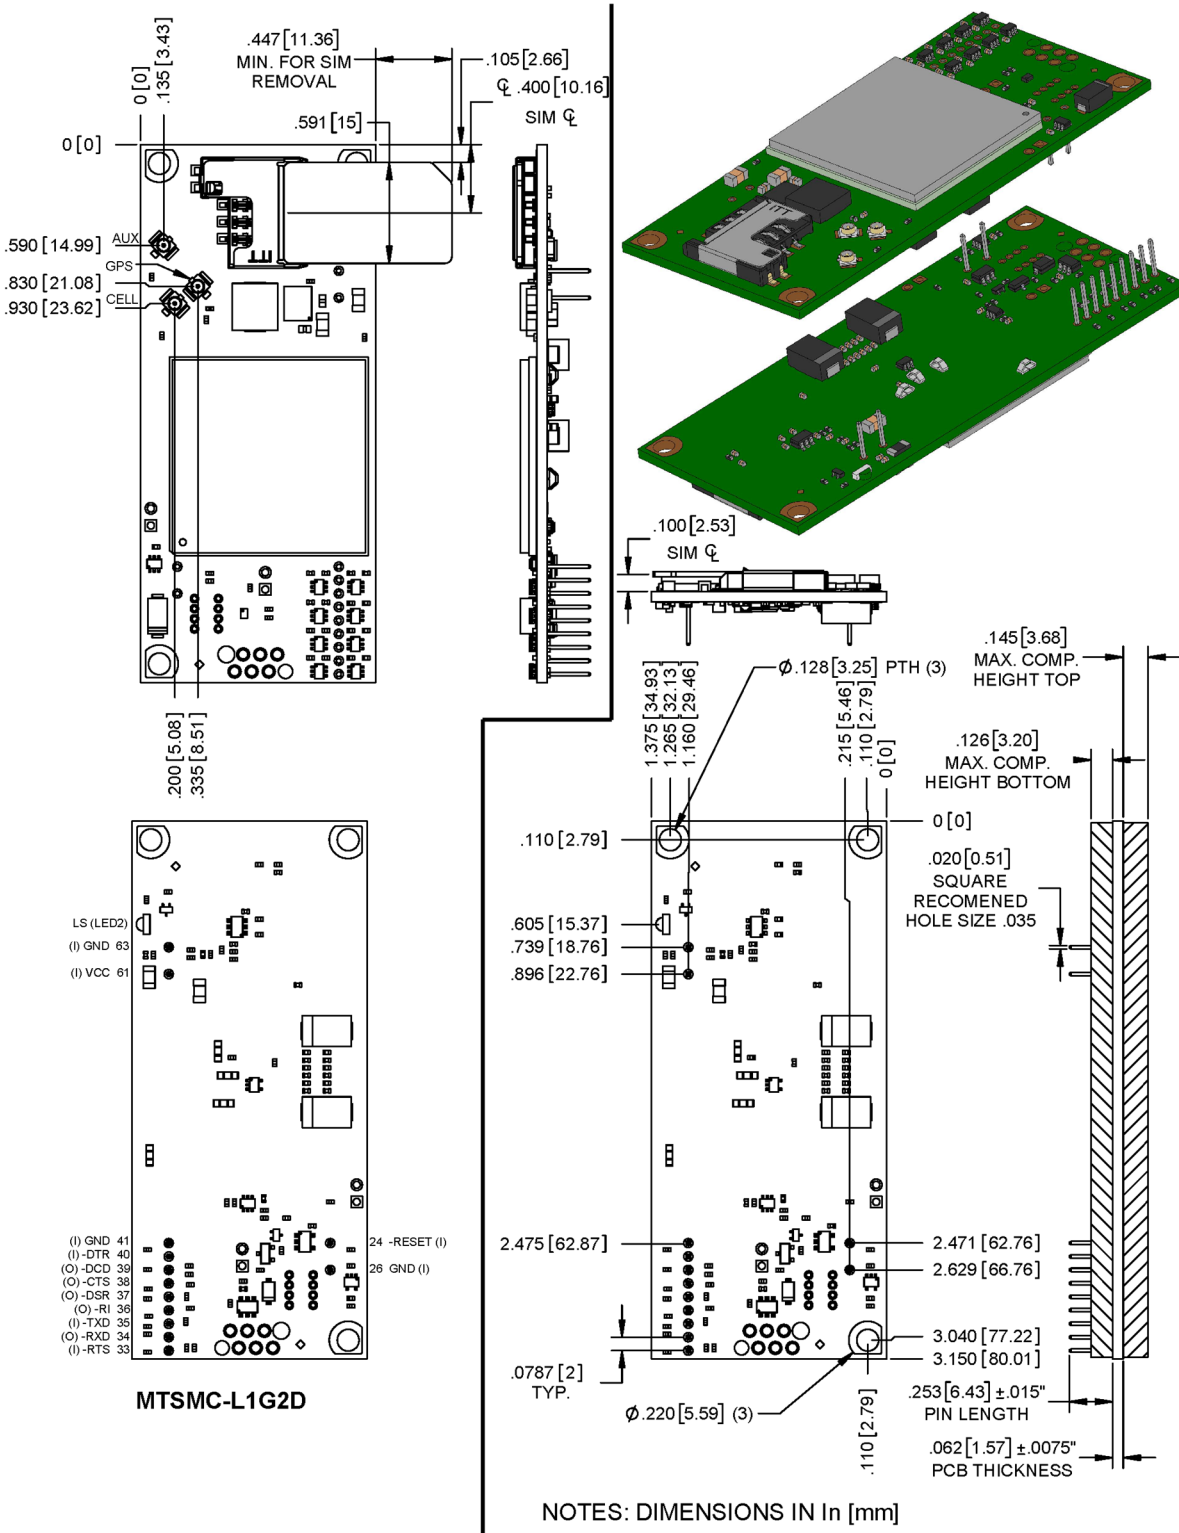 0 [0]
.135 [3.43]
.447 [11.36]
MIN. FOR SIM
REMOVAL
.105 [2.66]
℄ .400 [10.16]
SIM ℄
.591 [15]
0 [0]
AUX
.590 [14.99]
GPS
.830 [21.08]
CELL
.930 [23.62]
.200 [5.08]
.335 [8.51]
.100 [2.53]
SIM ℄
Ø.128 [3.25] PTH (3)
1.375 [34.93]
1.265 [32.13]
1.160 [29.46]
.215 [5.46]
.110 [2.79]
0 [0]
.145 [3.68]
MAX. COMP.
HEIGHT TOP
.126 [3.20]
MAX. COMP.
HEIGHT BOTTOM
0 [0]
.110 [2.79]
.020 [0.51]
SQUARE
RECOMENED
HOLE SIZE .035
.605 [15.37]
.739 [18.76]
.896 [22.76]
2.475 [62.87]
2.471 [62.76]
2.629 [66.76]
3.040 [77.22]
3.150 [80.01]
.0787 [2]
TYP.
Ø.220 [5.59] (3)
.110 [2.79]
.253 [6.43] ±.015"
PIN LENGTH
.062 [1.57] ±.0075"
PCB THICKNESS
LS (LED2)
(I) GND 63
(I) VCC 61
(I) GND 41
(I) -DTR 40
(O) -DCD 39
(O) -CTS 38
(O) -DSR 37
(O) -RI 36
(I) -TXD 35
(O) -RXD 34
(I) -RTS 33
24 -RESET (I)
26 GND (I)
MTSMC-L1G2D
NOTES: DIMENSIONS IN In [mm]